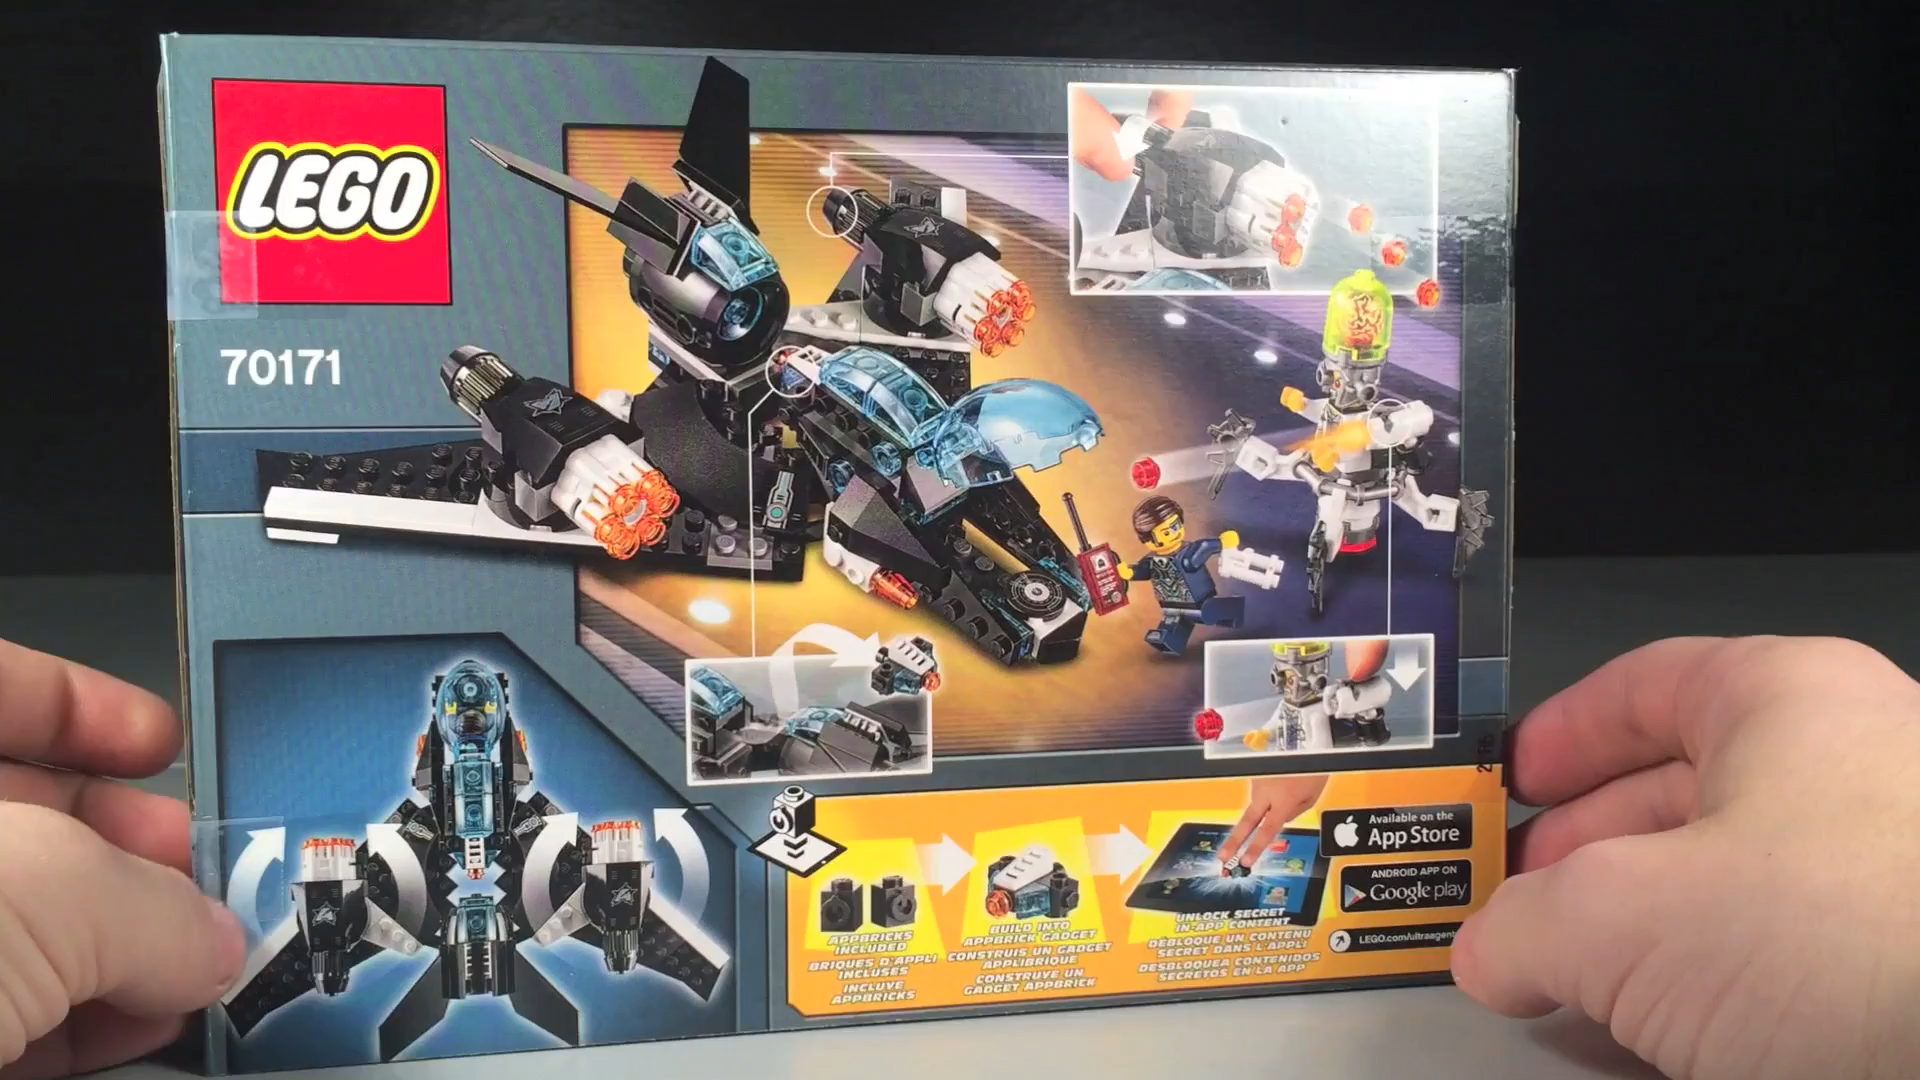 LEGO
70171
APPBRICKS
INCLUDED
BRIQUES D'APPLI
INCLUSES
INCLUYE
APPBRICKS
BUILD INTO
APPBRICK GADGET
CONSTRUIS UN GADGET
APPLIBRIQUE
CONSTRUYE UN
GADGET APPBRICK
UNLOCK SECRET
IN-APP CONTENT
DÉBLOQUE UN CONTENU
SECRET DANS L'APPLI
DESBLOQUEA CONTENIDOS
SECRETOS EN LA APP
Available on the
App Store
ANDROID APP ON
Google play
LEGO.com/ultraagent